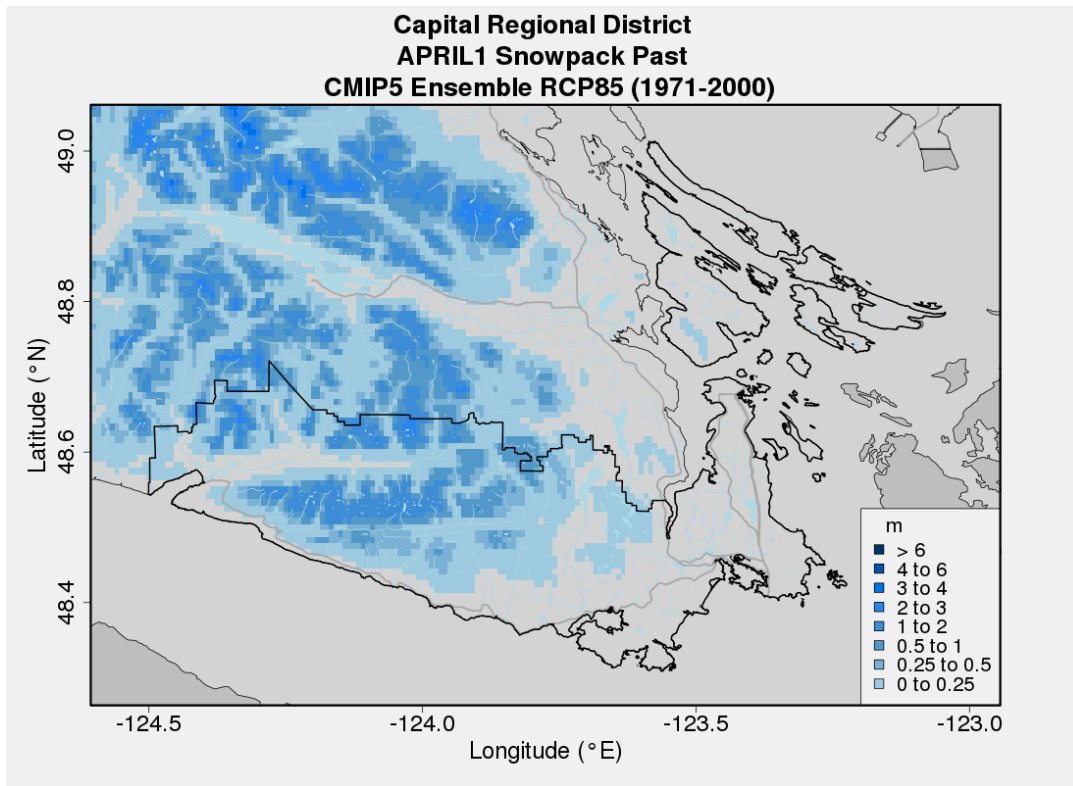 Capital Regional District
APRIL1 Snowpack Past
CMIP5 Ensemble RCP85 (1971-2000)
49.0
48.8
48.6
48.4
Latitude (°N)
m
> 6
4 to 6
3 to 4
2 to 3
1 to 2
0.5 to 1
0.25 to 0.5
0 to 0.25
-124.5
-124.0
-123.5
-123.0
Longitude (°E)